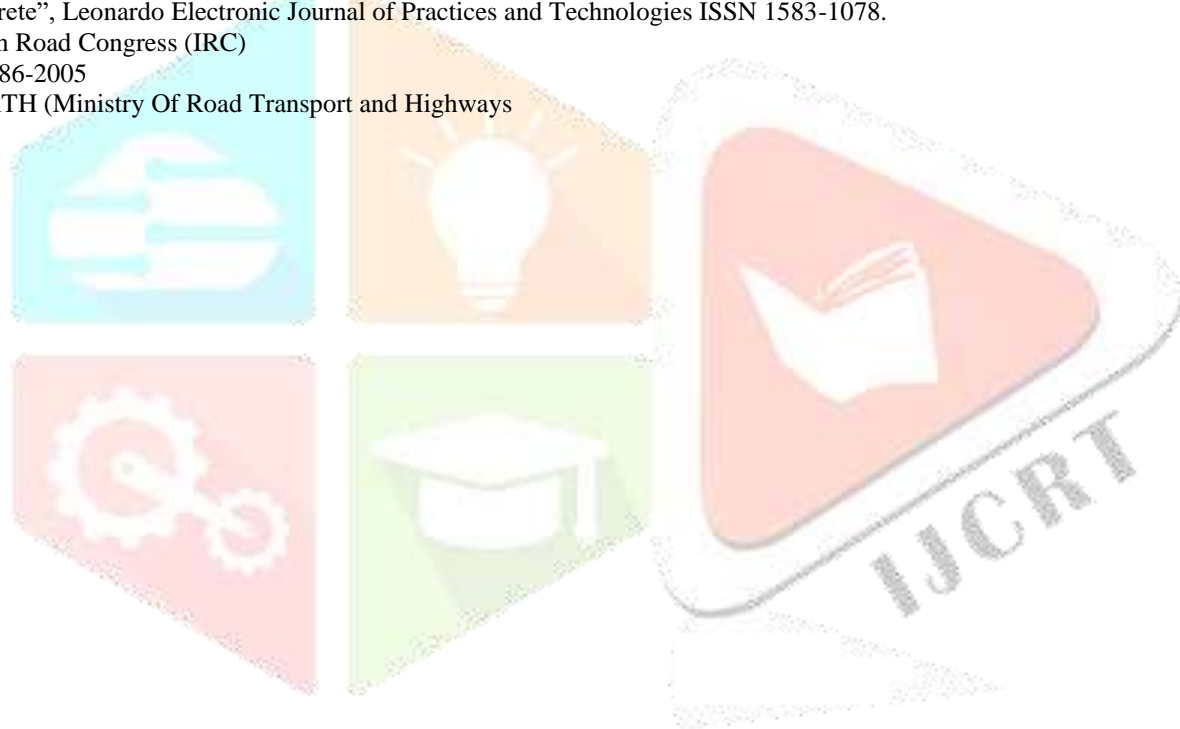 rete”, Leonardo Electronic Journal of Practices and Technologies ISSN 1583-1078.
n Road Congress (IRC)
86-2005
TH (Ministry Of Road Transport and Highways
IJCRT